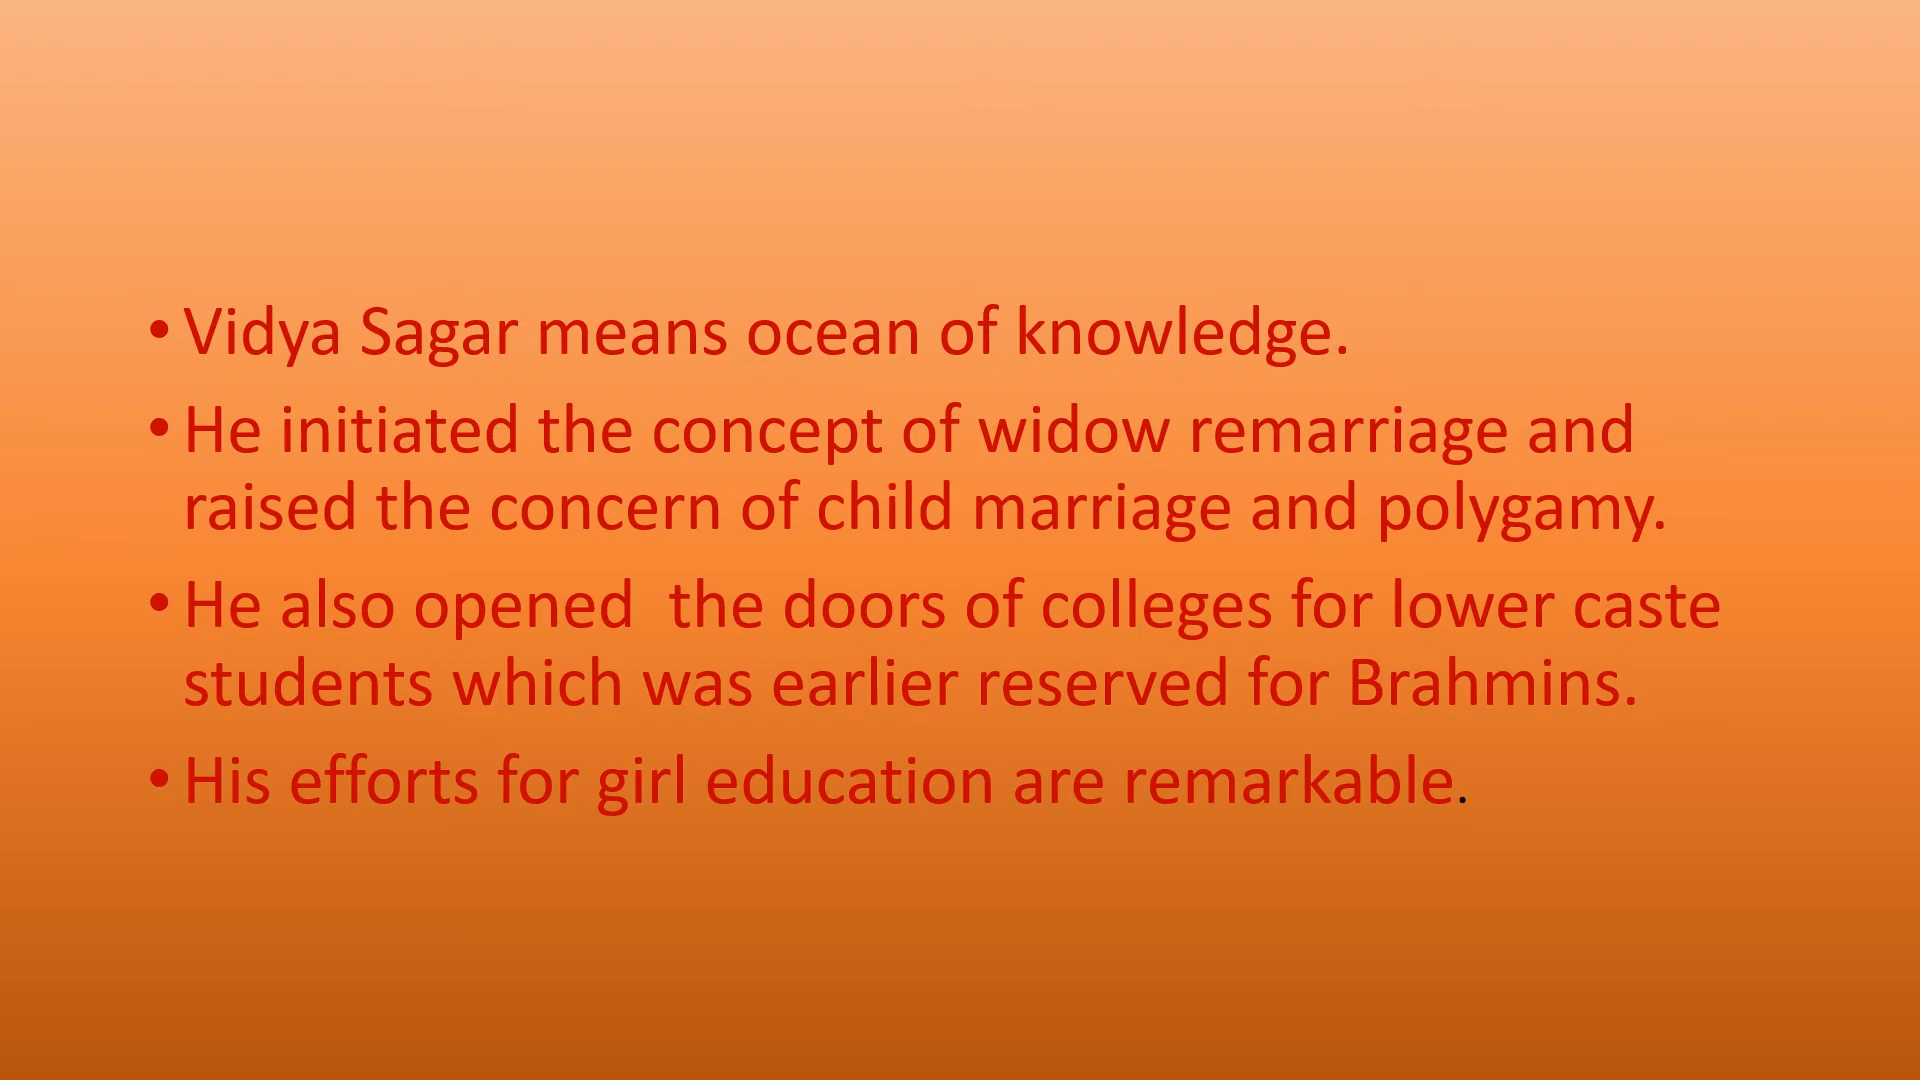 • Vidya Sagar means ocean of knowledge.
• He initiated the concept of widow remarriage and
raised the concern of child marriage and polygamy.
• He also opened  the doors of colleges for lower caste
students which was earlier reserved for Brahmins.
• His efforts for girl education are remarkable.